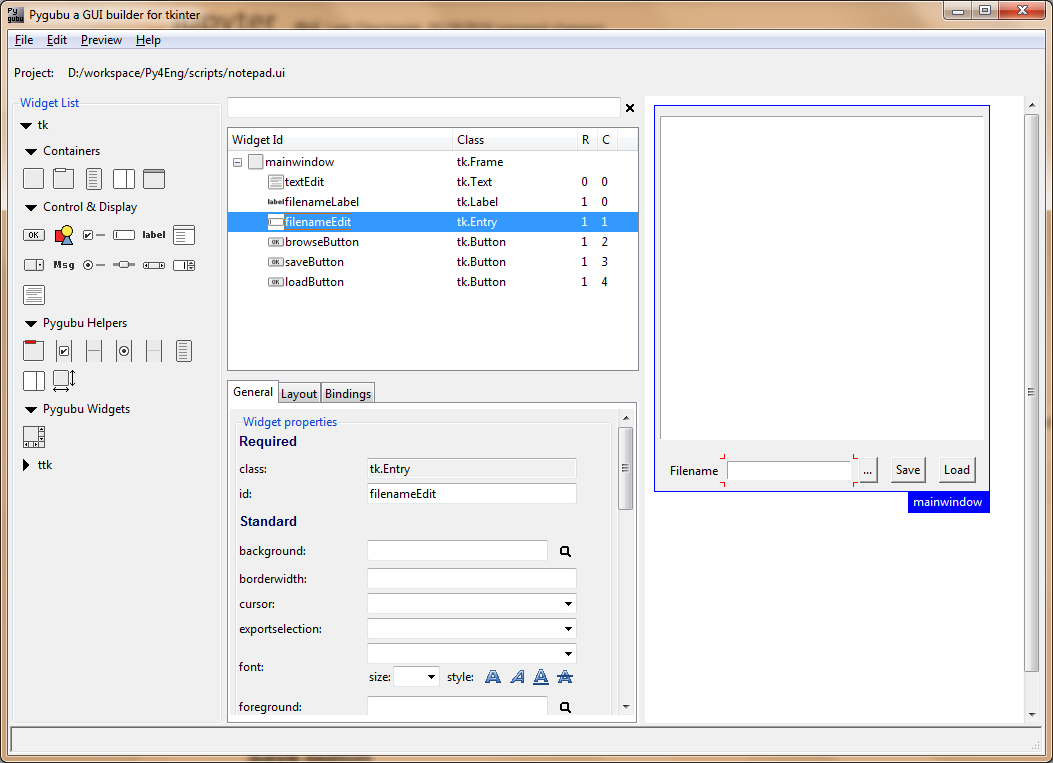 Pygubu a GUI builder for tkinter
File Edit Preview Help
Project: D:/workspace/Py4Eng/scripts/notepad.ui
Widget List
tk
Containers
Control & Display
OK label
Msg
Pygubu Helpers
Pygubu Widgets
ttk
Widget Id Class R C
mainwindow tk.Frame
textEdit tk.Text 0 0
label filenameLabel tk.Label 1 0
filenameEdit tk.Entry 1 1
OK browseButton tk.Button 1 2
OK saveButton tk.Button 1 3
OK loadButton tk.Button 1 4
General Layout Bindings
Widget properties
Required
class: tk.Entry
id: filenameEdit
Standard
background:
borderwidth:
cursor:
exportselection:
font:
size: style: A A A A
foreground:
Filename ... Save Load
mainwindow